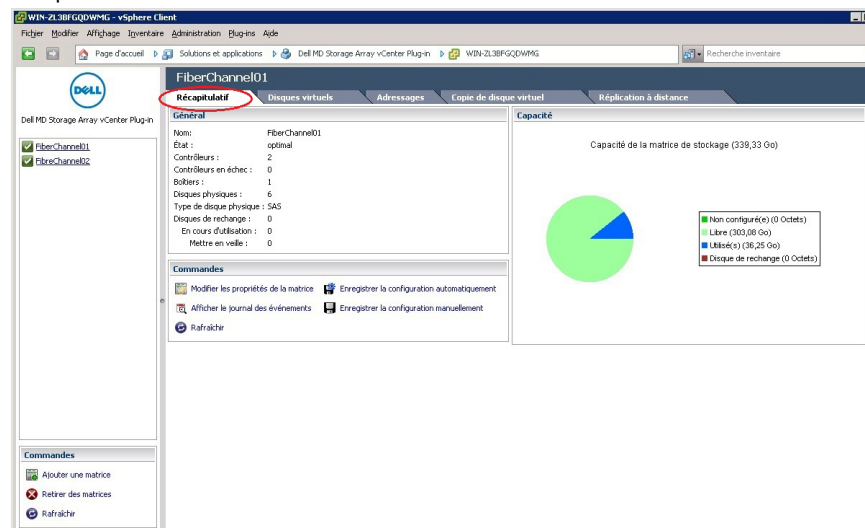 WIN-ZL3BFGQDWMG - vSphere Client
Fichier Modifier Affichage Inventaire Administration Plug-ins Aide
Page d'accueil Solutions et applications Dell MD Storage Array vCenter Plug-in WIN-ZL3BFGQDWMG Recherche inventaire
DELL
Dell MD Storage Array vCenter Plug-in
FiberChannel01
FibreChannel02
FiberChannel01
Récapitulatif Disques virtuels Adressages Copie de disque virtuel Réplication à distance
Général
Nom: FiberChannel01
État : optimal
Contrôleurs : 2
Contrôleurs en échec : 0
Boîtiers : 1
Disques physiques : 6
Type de disque physique : SAS
Disques de rechange : 0
En cours d'utilisation : 0
Mettre en veille : 0
Commandes
Modifier les propriétés de la matrice Enregistrer la configuration automatiquement
Afficher le journal des événements Enregistrer la configuration manuellement
Rafraîchir
Capacité
Capacité de la matrice de stockage (339,33 Go)
Non configuré(e) (0 Octets)
Libre (303,08 Go)
Utilisé(s) (36,25 Go)
Disque de rechange (0 Octets)
Commandes
Ajouter une matrice
Retirer des matrices
Rafraîchir